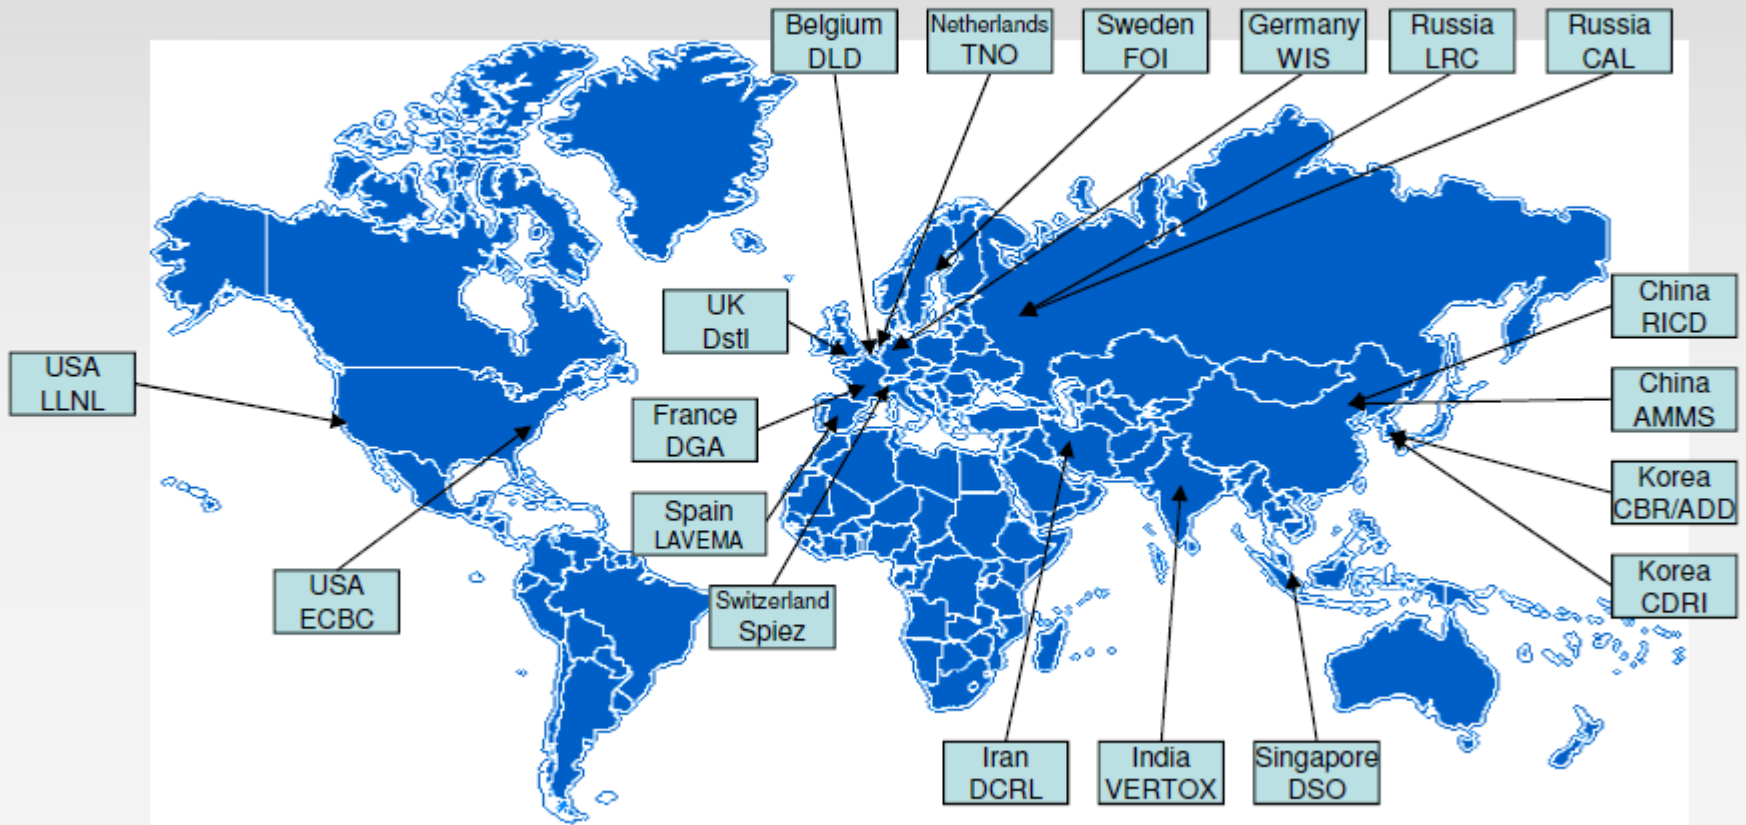 Belgium
DLD
Netherlands
TNO
Sweden
FOI
Germany
WIS
Russia
LRC
Russia
CAL
UK
Dstl
China
RICD
USA
LLNL
China
AMMS
France
DGA
Korea
CBR/ADD
Spain
LAVEMA
Korea
CDRI
USA
ECBC
Switzerland
Spiez
Iran
DCRL
India
VERTOX
Singapore
DSO